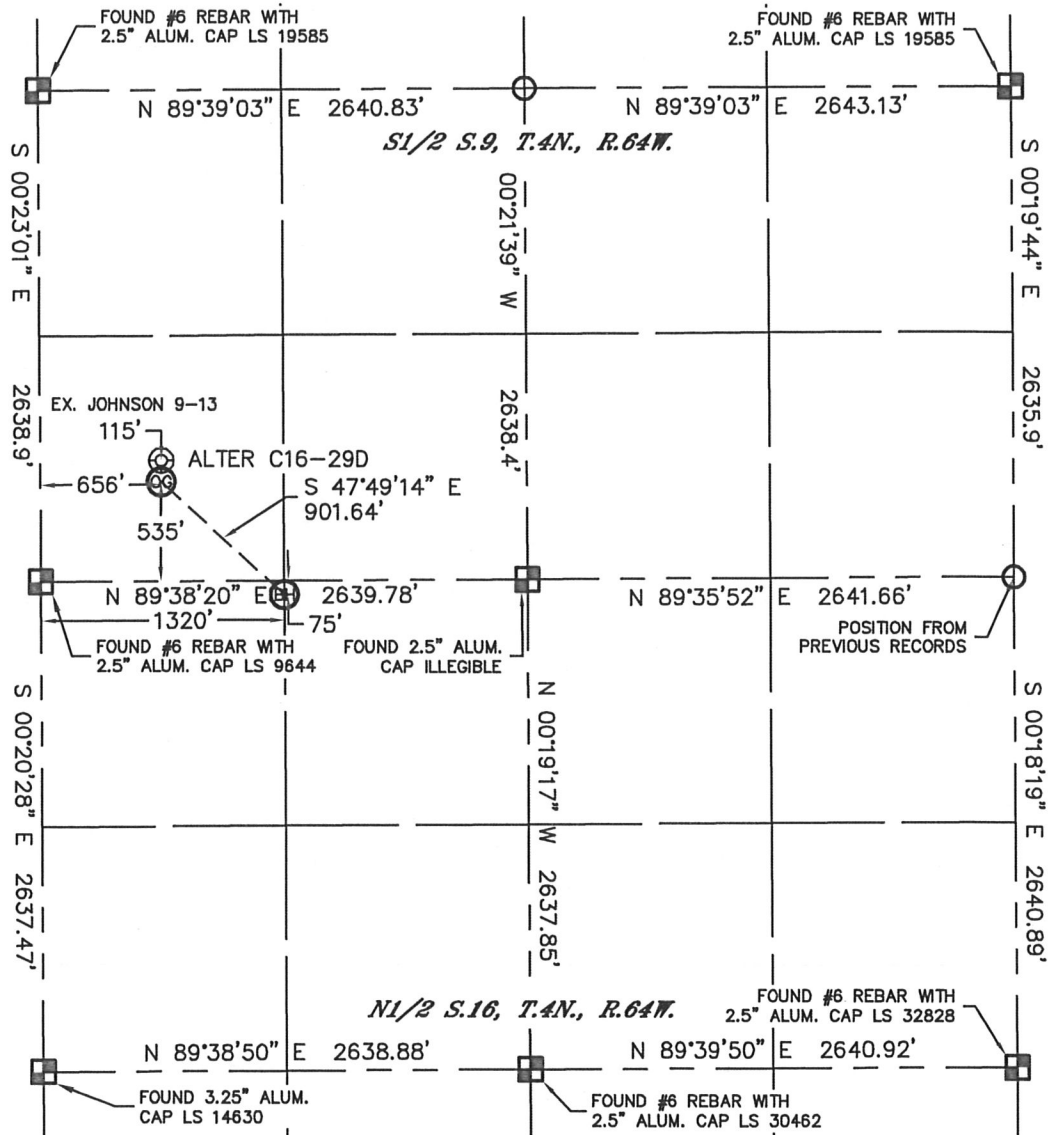 FOUND #6 REBAR WITH
2.5" ALUM. CAP LS 19585
FOUND #6 REBAR WITH
2.5" ALUM. CAP LS 19585
N 89°39'03" E 2640.83'
N 89°39'03" E 2643.13'
S1/2 S.9, T.4N., R.64W.
S 00°23'01" E 2638.9'
00°21'39" W 2638.4'
S 00°19'44" E 2635.9'
EX. JOHNSON 9-13
115'
ALTER C16-29D
OG
656'
S 47°49'14" E
901.64'
535'
N 89°38'20" E 2639.78'
BH
N 89°35'52" E 2641.66'
1320'
75'
FOUND #6 REBAR WITH
2.5" ALUM. CAP LS 9644
FOUND 2.5" ALUM.
CAP ILLEGIBLE
POSITION FROM
PREVIOUS RECORDS
S 00°20'28" E 2637.47'
N 00°19'17" W 2637.85'
S 00°18'19" E 2640.89'
N1/2 S.16, T.4N., R.64W.
FOUND #6 REBAR WITH
2.5" ALUM. CAP LS 32828
N 89°38'50" E 2638.88'
N 89°39'50" E 2640.92'
FOUND 3.25" ALUM.
CAP LS 14630
FOUND #6 REBAR WITH
2.5" ALUM. CAP LS 30462